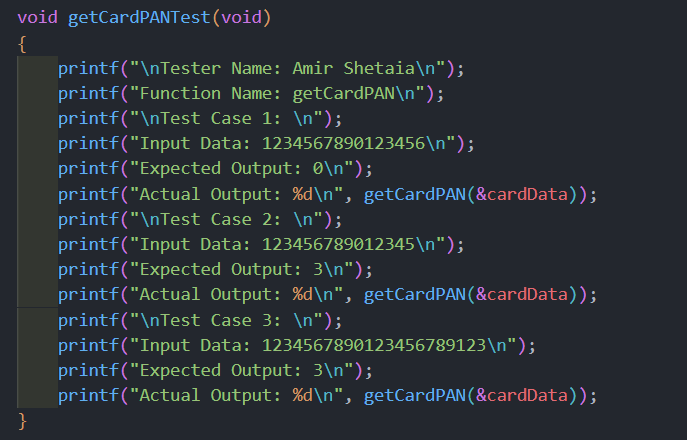 void getCardPANTest(void)
{
    printf("\nTester Name: Amir Shetaia\n");
    printf("Function Name: getCardPAN\n");
    printf("\nTest Case 1: \n");
    printf("Input Data: 1234567890123456\n");
    printf("Expected Output: 0\n");
    printf("Actual Output: %d\n", getCardPAN(&cardData));
    printf("\nTest Case 2: \n");
    printf("Input Data: 123456789012345\n");
    printf("Expected Output: 3\n");
    printf("Actual Output: %d\n", getCardPAN(&cardData));
    printf("\nTest Case 3: \n");
    printf("Input Data: 1234567890123456789123\n");
    printf("Expected Output: 3\n");
    printf("Actual Output: %d\n", getCardPAN(&cardData));
}